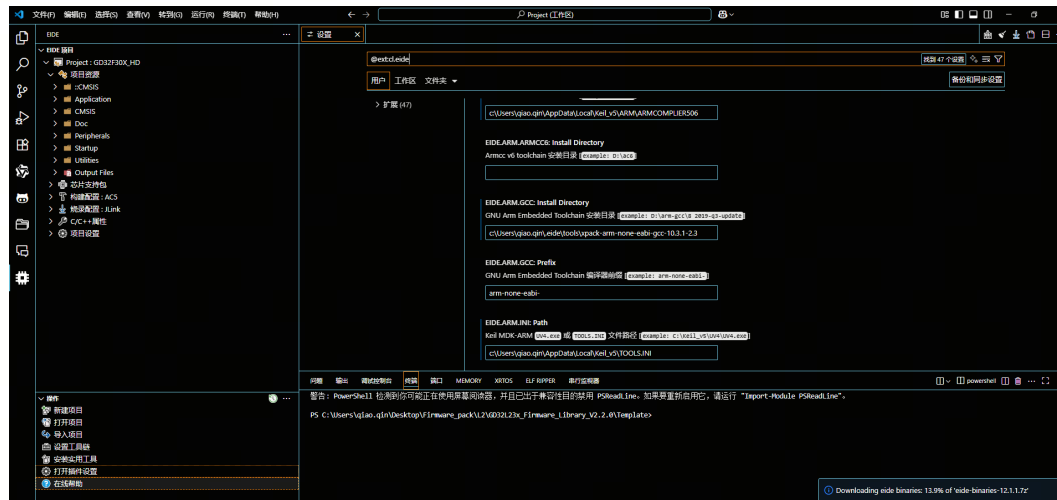 文件(F) 编辑(E) 选择(S) 查看(V) 转到(G) 运行(R) 终端(T) 帮助(H)
Project (工作区)
EIDE
EIDE 项目
Project : GD32F30X_HD
项目资源
::CMSIS
Application
CMSIS
Doc
Peripherals
Startup
Utilities
Output Files
芯片支持包
构建配置 : AC5
烧录配置 : JLink
C/C++属性
项目设置
操作
新建项目
打开项目
导入项目
设置工具链
安装实用工具
打开插件设置
在线帮助
设置
@ext:cl.eide
找到 47 个设置
用户 工作区 文件夹
备份和同步设置
扩展 (47)
c:\Users\qiao.qin\AppData\Local\Keil_v5\ARM\ARMCOMPLIER506
EIDE.ARM.ARMCC6: Install Directory
Armcc v6 toolchain 安装目录 [example: D:\ac6]
EIDE.ARM.GCC: Install Directory
GNU Arm Embedded Toolchain 安装目录 [example: D:\arm-gcc\8 2019-q3-update]
c:\Users\qiao.qin\.eide\tools\xpack-arm-none-eabi-gcc-10.3.1-2.3
EIDE.ARM.GCC: Prefix
GNU Arm Embedded Toolchain 编译器前缀 [example: arm-none-eabi-]
arm-none-eabi-
EIDE.ARM.INI: Path
Keil MDK-ARM UV4.exe 或 TOOLS.INI 文件路径 [example: C:\Keil_v5\UV4\UV4.exe]
c:\Users\qiao.qin\AppData\Local\Keil_v5\TOOLS.INI
问题 输出 调试控制台 终端 端口 MEMORY XRTOS ELF RIPPER 串行监视器
powershell
警告: PowerShell 检测到你可能正在使用屏幕阅读器，并且已出于兼容性目的禁用 PSReadLine。如果要重新启用它，请运行 "Import-Module PSReadLine"。
PS C:\Users\qiao.qin\Desktop\Firmware_pack\L2\GD32L23x_Firmware_Library_V2.2.0\Template>
Downloading eide binaries: 13.9% of 'eide-binaries-12.1.1.7z'